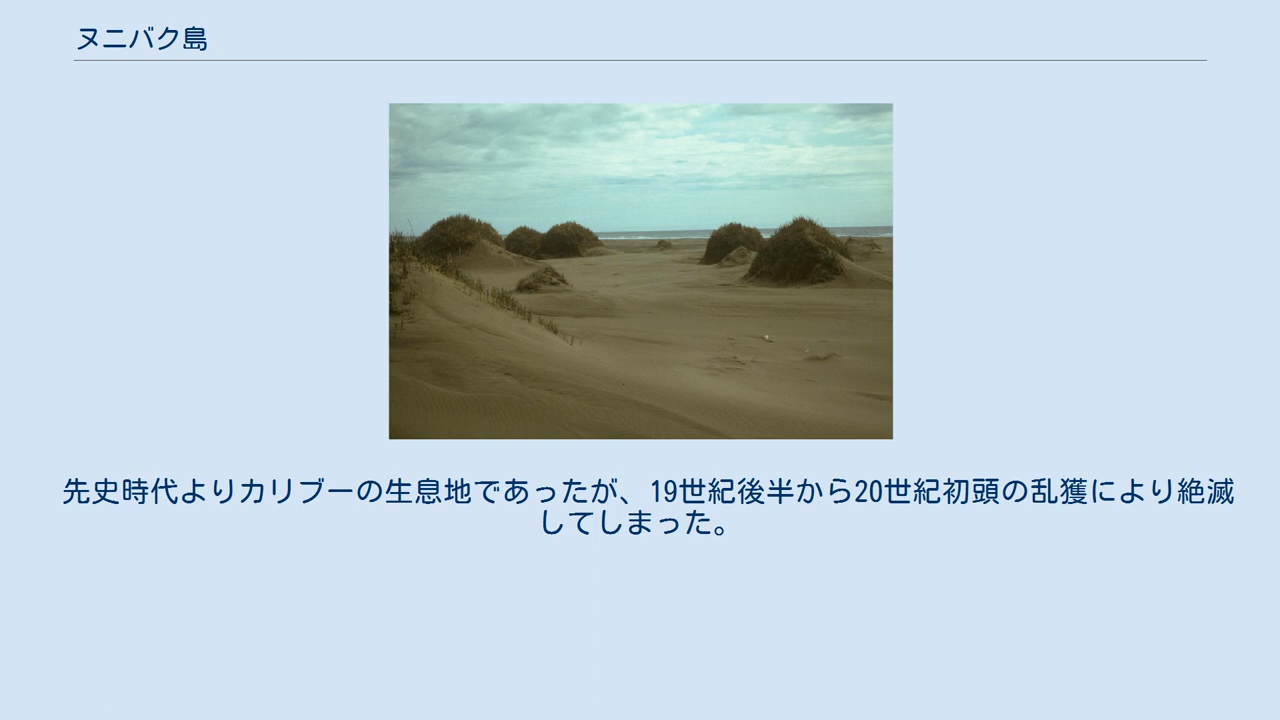 ヌニバク島
先史時代よりカリブーの生息地であったが、19世紀後半から20世紀初頭の乱獲により絶滅
してしまった。